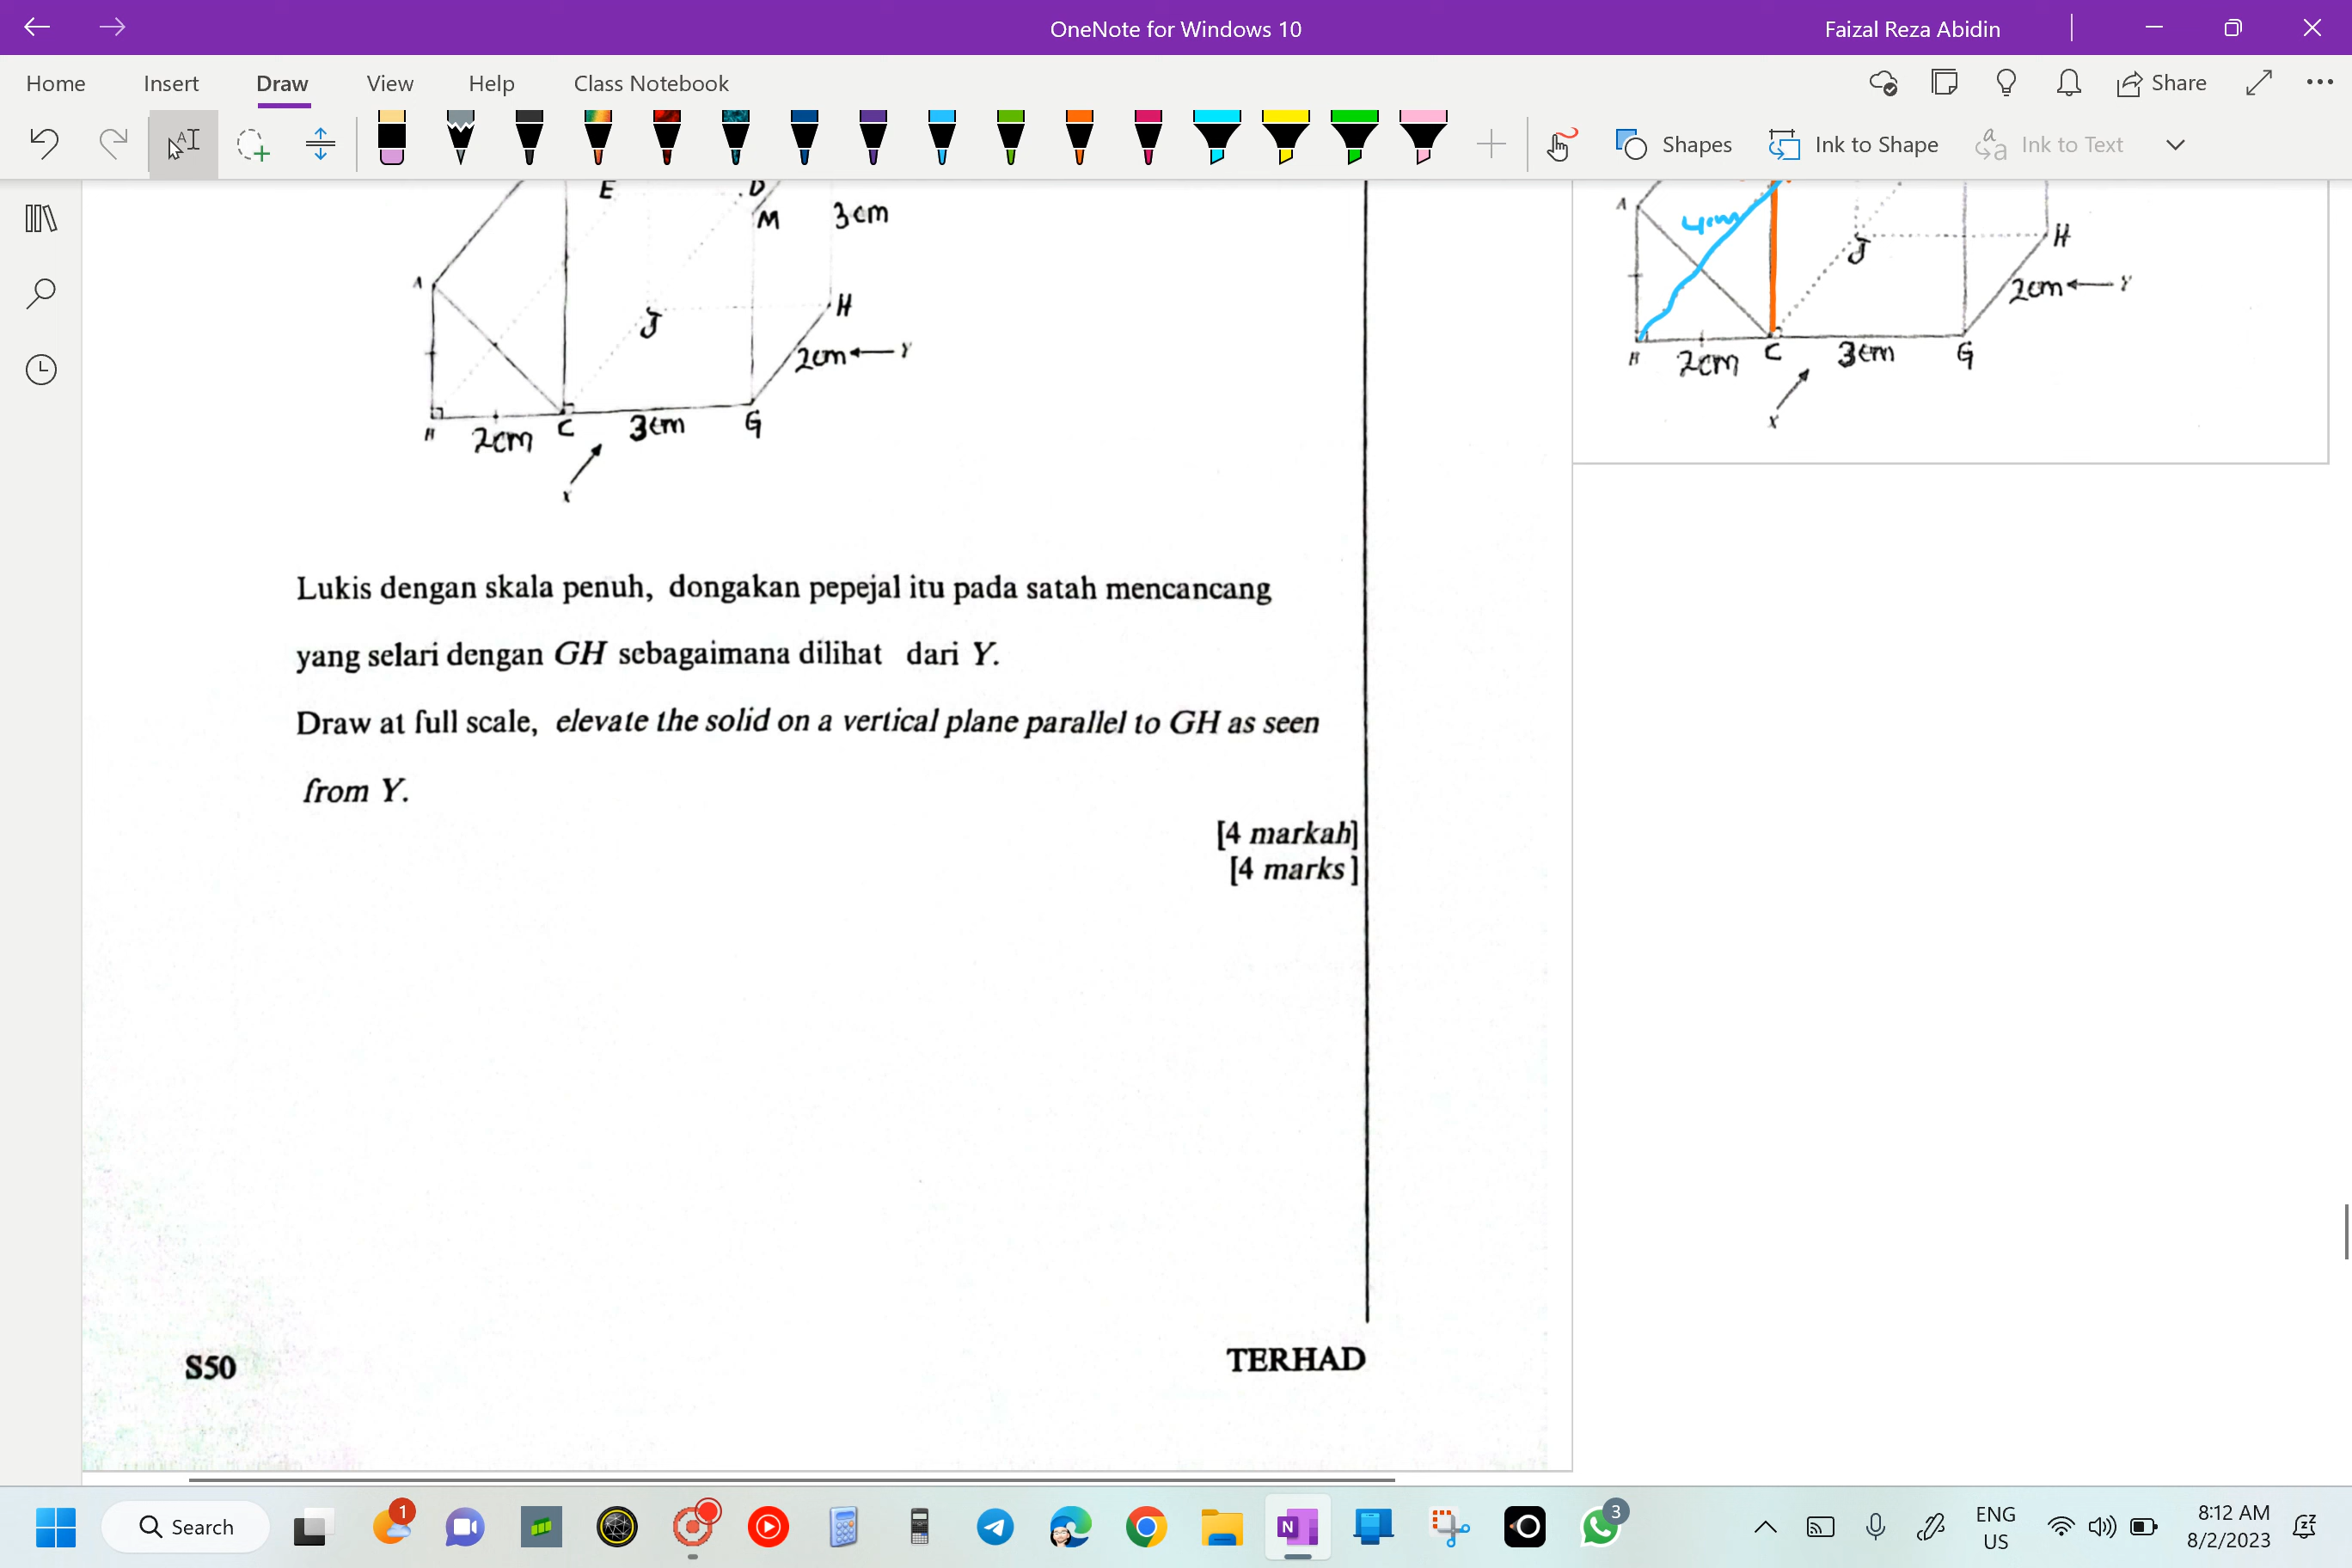 OneNote for Windows 10
Faizal Reza Abidin
Home Insert Draw View Help Class Notebook
Share
Shapes Ink to Shape Ink to Text
E D
M 3cm
A
J H
2cm Y
2cm C 3cm G
X
A 4cm
J H
2cm Y
2cm C 3cm G
X
Lukis dengan skala penuh, dongakan pepejal itu pada satah mencancang
yang selari dengan GH sebagaimana dilihat dari Y.
Draw at full scale, elevate the solid on a vertical plane parallel to GH as seen
from Y.
[4 markah]
[4 marks ]
S50 TERHAD
Search
1
3
ENG
US
8:12 AM
8/2/2023